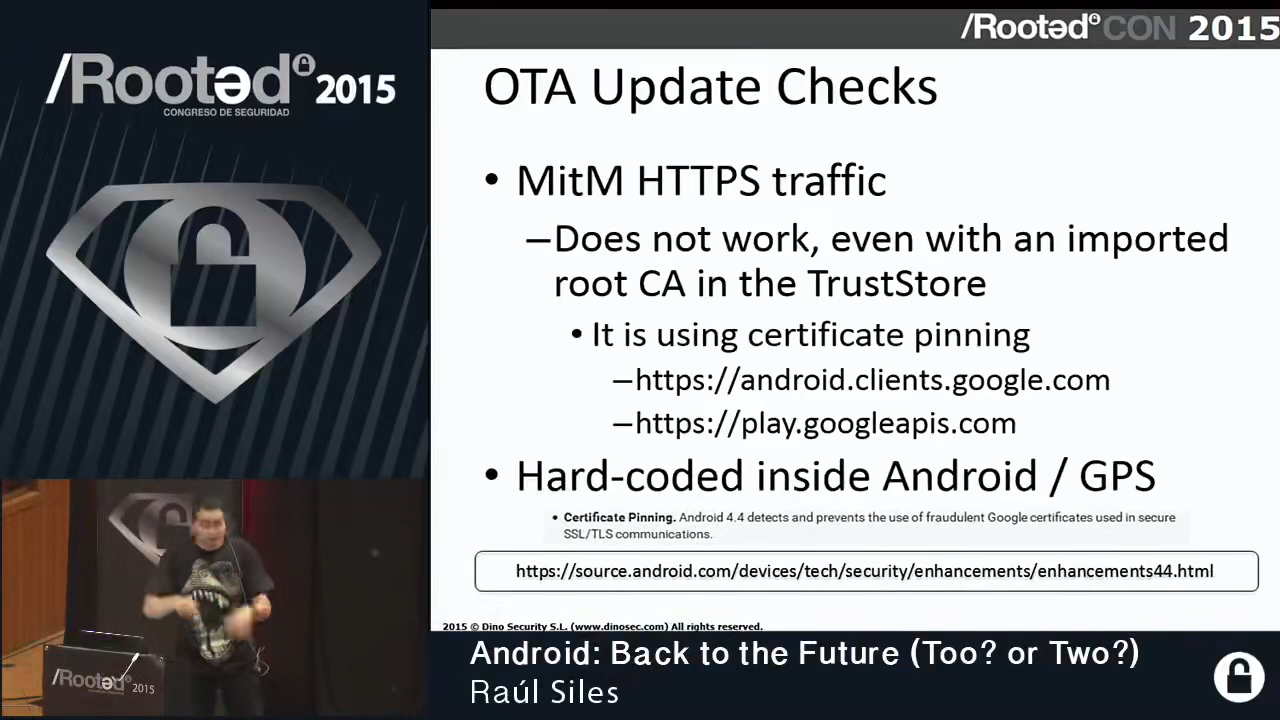 /Rootəd 2015
CONGRESO DE SEGURIDAD
/Rootəd CON 2015
OTA Update Checks
• MitM HTTPS traffic
–Does not work, even with an imported
root CA in the TrustStore
• It is using certificate pinning
–https://android.clients.google.com
–https://play.googleapis.com
• Hard-coded inside Android / GPS
• Certificate Pinning. Android 4.4 detects and prevents the use of fraudulent Google certificates used in secure
SSL/TLS communications.
https://source.android.com/devices/tech/security/enhancements/enhancements44.html
2015 © Dino Security S.L. (www.dinosec.com) All rights reserved.
/Rootəd 2015
Android: Back to the Future (Too? or Two?)
Raúl Siles